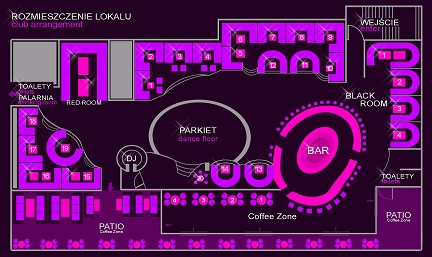 ROZMIESZCZENIE LOKALU
club arrangement
WEJŚCIE
enter
6
7
8
9
5
10
2
3
4
1
12
11
1
2
3
4
TOALETY
toilets
PALARNIA
RED ROOM
BLACK
ROOM
PARKIET
dance floor
BAR
DJ
18
17
19
16
15
20
14
13
TOALETY
toilets
4
3
2
1
Coffee Zone
PATIO
Coffee Zone
PATIO
Coffee Zone